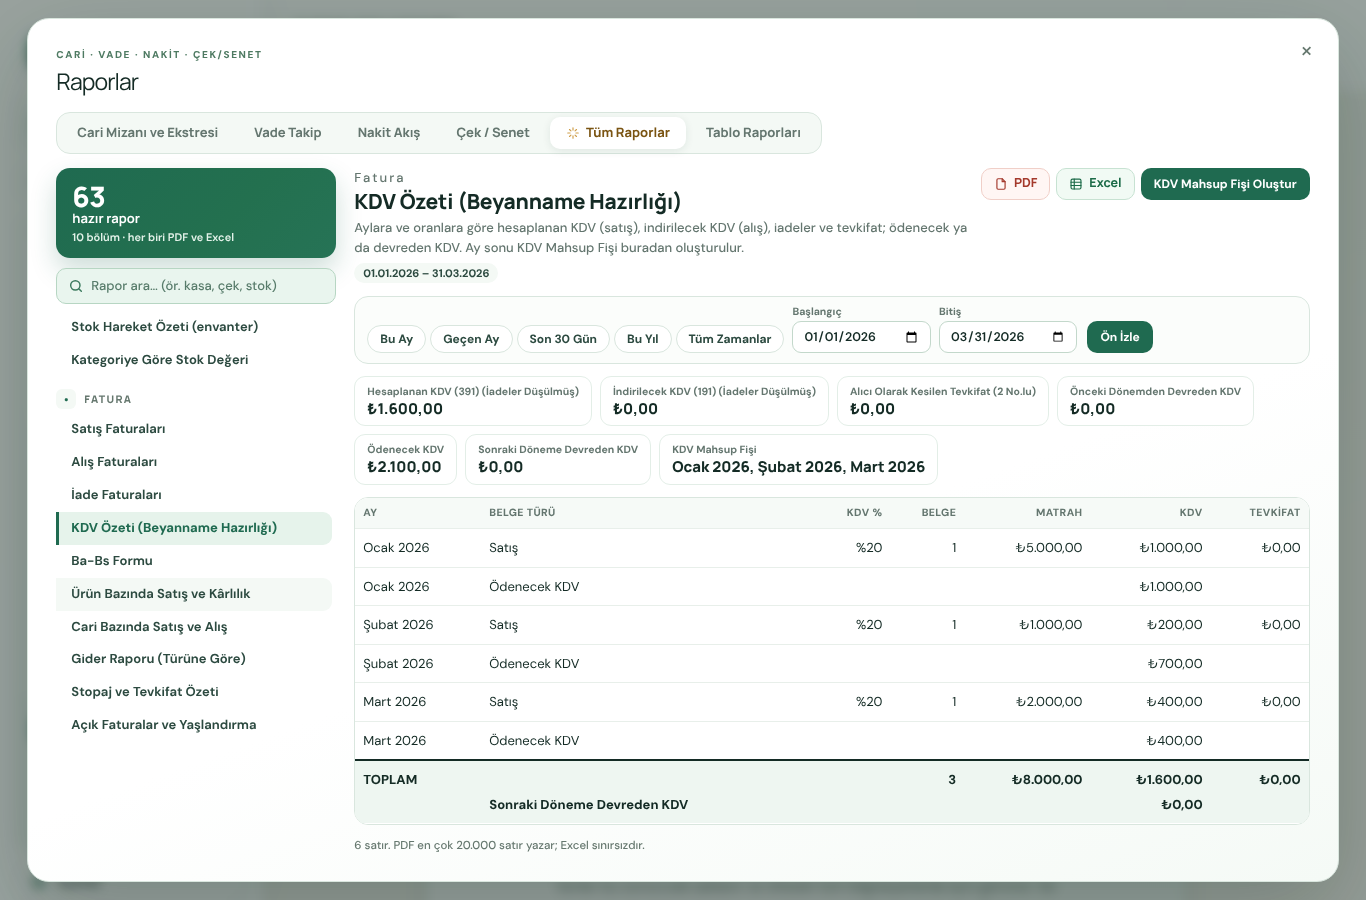 CARİ · VADE · NAKİT · ÇEK/SENET
Raporlar
×
Cari Mizanı ve Ekstresi Vade Takip Nakit Akış Çek / Senet Tüm Raporlar Tablo Raporları
63
hazır rapor
10 bölüm · her biri PDF ve Excel
Rapor ara... (ör. kasa, çek, stok)
Stok Hareket Özeti (envanter)
Kategoriye Göre Stok Değeri
FATURA
Satış Faturaları
Alış Faturaları
İade Faturaları
KDV Özeti (Beyanname Hazırlığı)
Ba-Bs Formu
Ürün Bazında Satış ve Kârlılık
Cari Bazında Satış ve Alış
Gider Raporu (Türüne Göre)
Stopaj ve Tevkifat Özeti
Açık Faturalar ve Yaşlandırma
Fatura
KDV Özeti (Beyanname Hazırlığı)
Aylara ve oranlara göre hesaplanan KDV (satış), indirilecek KDV (alış), iadeler ve tevkifat; ödenecek ya
da devreden KDV. Ay sonu KDV Mahsup Fişi buradan oluşturulur.
01.01.2026 – 31.03.2026
PDF Excel KDV Mahsup Fişi Oluştur
Bu Ay Geçen Ay Son 30 Gün Bu Yıl Tüm Zamanlar
Başlangıç
01/01/2026
Bitiş
03/31/2026
Ön İzle
Hesaplanan KDV (391) (İadeler Düşülmüş)
₺1.600,00
İndirilecek KDV (191) (İadeler Düşülmüş)
₺0,00
Alıcı Olarak Kesilen Tevkifat (2 No.lu)
₺0,00
Önceki Dönemden Devreden KDV
₺0,00
Ödenecek KDV
₺2.100,00
Sonraki Döneme Devreden KDV
₺0,00
KDV Mahsup Fişi
Ocak 2026, Şubat 2026, Mart 2026
AY BELGE TÜRÜ KDV % BELGE MATRAH KDV TEVKİFAT
Ocak 2026 Satış %20 1 ₺5.000,00 ₺1.000,00 ₺0,00
Ocak 2026 Ödenecek KDV ₺1.000,00
Şubat 2026 Satış %20 1 ₺1.000,00 ₺200,00 ₺0,00
Şubat 2026 Ödenecek KDV ₺700,00
Mart 2026 Satış %20 1 ₺2.000,00 ₺400,00 ₺0,00
Mart 2026 Ödenecek KDV ₺400,00
TOPLAM 3 ₺8.000,00 ₺1.600,00 ₺0,00
Sonraki Döneme Devreden KDV ₺0,00
6 satır. PDF en çok 20.000 satır yazar; Excel sınırsızdır.